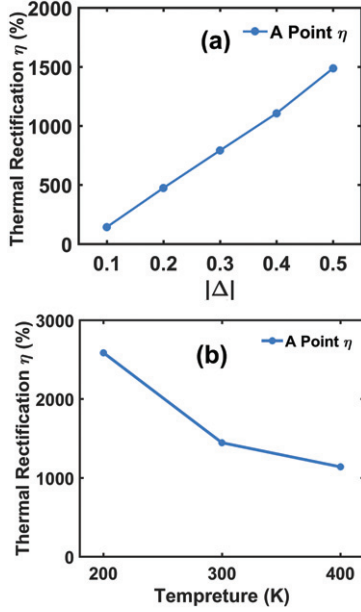 2000
1500
1000
500
0
Thermal Rectification η (%)
(a)
A Point η
0.1 0.2 0.3 0.4 0.5
|Δ|
3000
2000
1000
0
Thermal Rectification η (%)
(b)
A Point η
200 300 400
Tempreture (K)